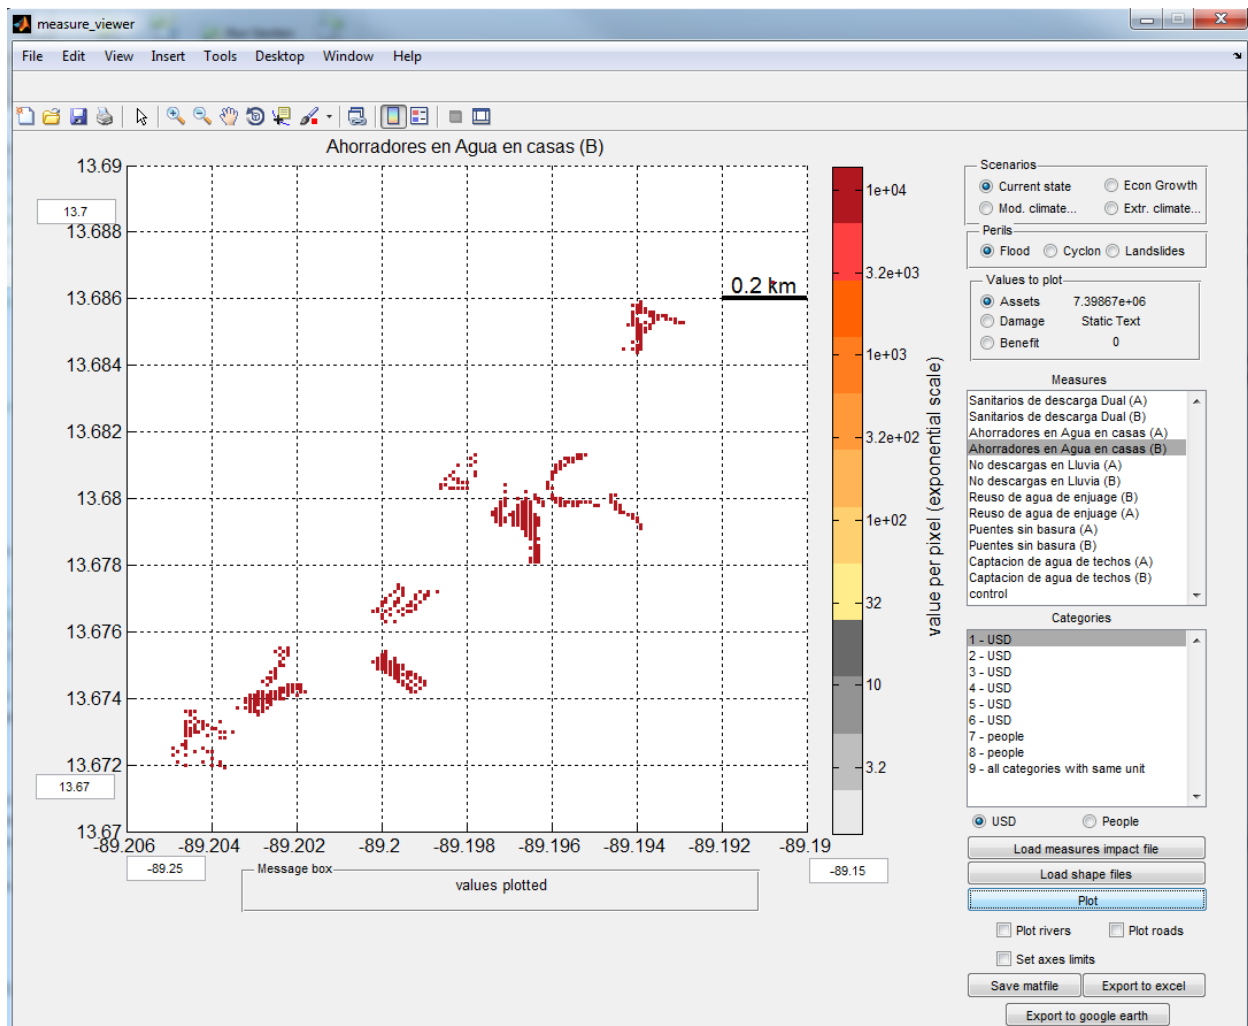 measure_viewer
File Edit View Insert Tools Desktop Window Help
Ahorradores en Agua en casas (B)
13.69
13.7
13.688
13.686
13.684
13.682
13.68
13.678
13.676
13.674
13.672
13.67
13.67
-89.206 -89.204 -89.202 -89.2 -89.198 -89.196 -89.194 -89.192 -89.19
-89.25
-89.15
0.2 km
1e+04
3.2e+03
1e+03
3.2e+02
1e+02
32
10
3.2
value per pixel (exponential scale)
Message box
values plotted
Scenarios
Current state Econ Growth
Mod. climate... Extr. climate...
Perils
Flood Cyclon Landslides
Values to plot
Assets 7.39867e+06
Damage Static Text
Benefit 0
Measures
Sanitarios de descarga Dual (A)
Sanitarios de descarga Dual (B)
Ahorradores en Agua en casas (A)
Ahorradores en Agua en casas (B)
No descargas en Lluvia (A)
No descargas en Lluvia (B)
Reuso de agua de enjuage (B)
Reuso de agua de enjuage (A)
Puentes sin basura (A)
Puentes sin basura (B)
Captacion de agua de techos (A)
Captacion de agua de techos (B)
control
Categories
1 - USD
2 - USD
3 - USD
4 - USD
5 - USD
6 - USD
7 - people
8 - people
9 - all categories with same unit
USD People
Load measures impact file
Load shape files
Plot
Plot rivers Plot roads
Set axes limits
Save matfile Export to excel
Export to google earth